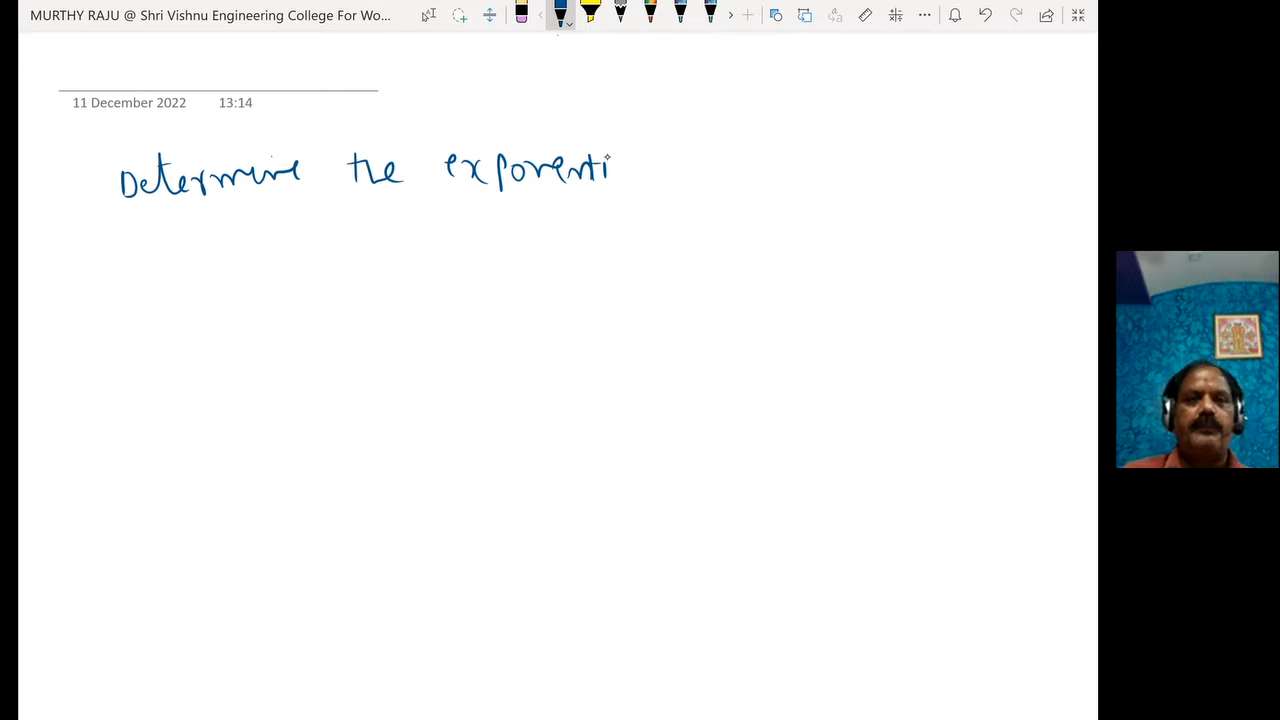 MURTHY RAJU @ Shri Vishnu Engineering College For Wo...
11 December 2022 13:14
Determine the exponenti